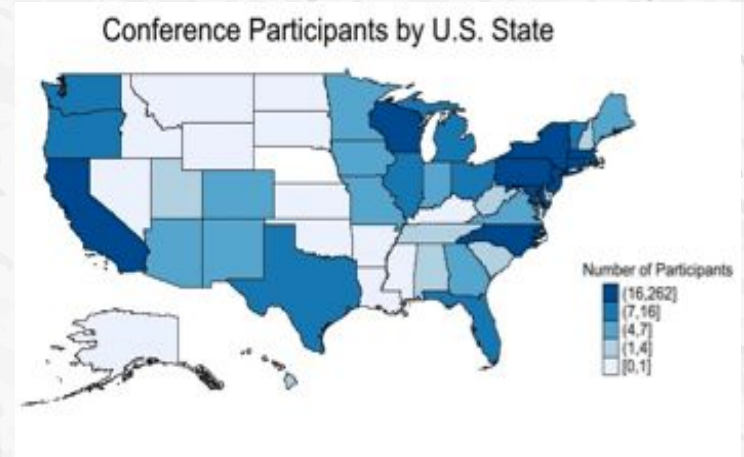 Conference Participants by U.S. State
Number of Participants
(16,262]
(7,16]
(4,7]
(1,4]
[0,1]